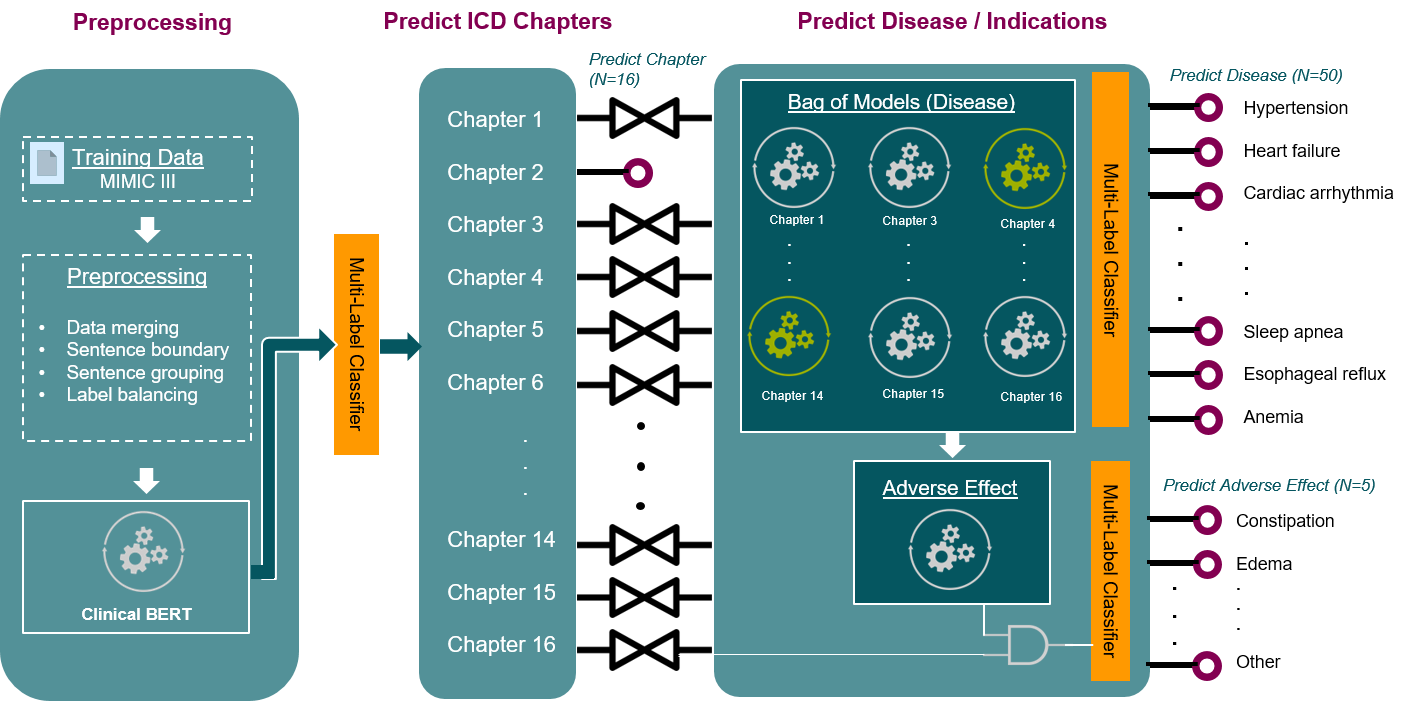 Preprocessing
Predict ICD Chapters
Predict Disease / Indications
Training Data
MIMIC III
Preprocessing
• Data merging
• Sentence boundary
• Sentence grouping
• Label balancing
Clinical BERT
Multi-Label Classifier
Chapter 1
Chapter 2
Chapter 3
Chapter 4
Chapter 5
Chapter 6
Chapter 14
Chapter 15
Chapter 16
Predict Chapter
(N=16)
Bag of Models (Disease)
Chapter 1
Chapter 3
Chapter 4
Chapter 14
Chapter 15
Chapter 16
Multi-Label Classifier
Adverse Effect
Multi-Label Classifier
Predict Disease (N=50)
Hypertension
Heart failure
Cardiac arrhythmia
Sleep apnea
Esophageal reflux
Anemia
Predict Adverse Effect (N=5)
Constipation
Edema
Other